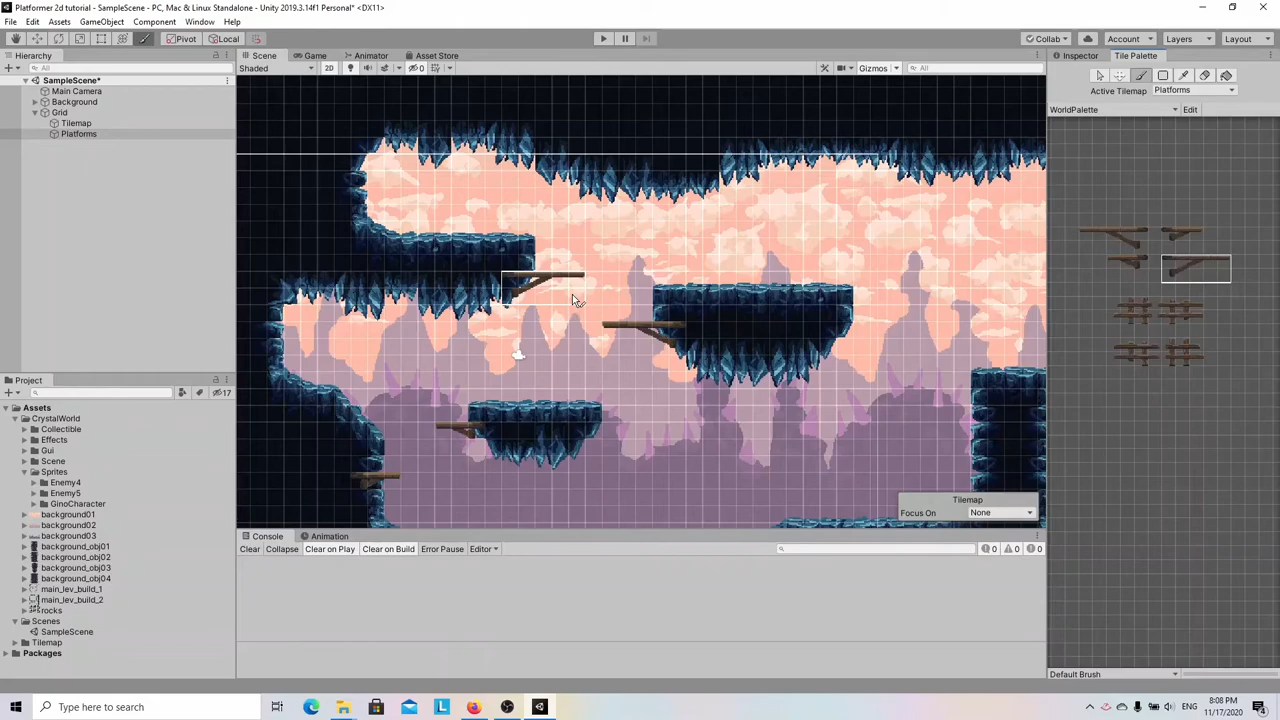 Platformer 2d tutorial - SampleScene - PC, Mac & Linux Standalone - Unity 2019.3.14f1 Personal* <DX11>
File Edit Assets GameObject Component Window Help
Pivot Local Collab Account Layers Layout
Hierarchy Scene Game Animator Asset Store Inspector Tile Palette
All Shaded 2D 0 Gizmos All
SampleScene*
Main Camera
Background
Grid
Tilemap
Platforms
Active Tilemap Platforms
WorldPalette Edit
Tilemap
Focus On None
Project
17
Assets
CrystalWorld
Collectible
Effects
Gui
Scene
Sprites
Enemy4
Enemy5
GinoCharacter
background01
background02
background03
background_obj01
background_obj02
background_obj03
background_obj04
main_lev_build_1
main_lev_build_2
rocks
Scenes
SampleScene
Tilemap
Packages
Console Animation
Clear Collapse Clear on Play Clear on Build Error Pause Editor 0 0 0
Default Brush
Type here to search
8:08 PM
11/17/2020
4